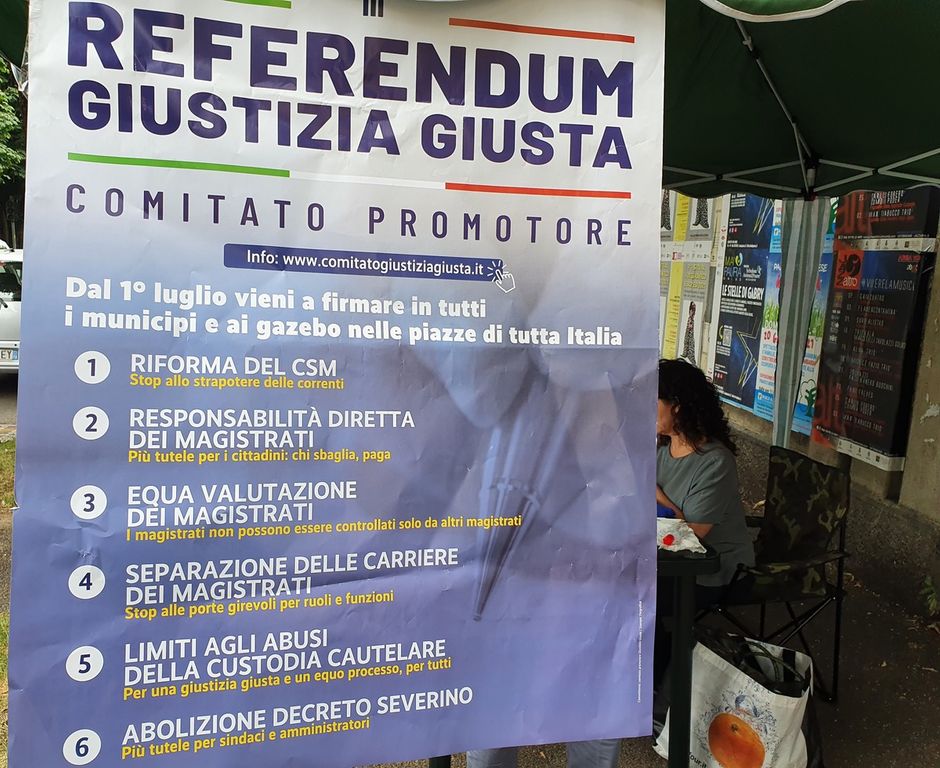 REFERENDUM
GIUSTIZIA GIUSTA
COMITATO PROMOTORE
Info: www.comitatogiustiziagiusta.it
Dal 1° luglio vieni a firmare in tutti
i municipi e ai gazebo nelle piazze di tutta Italia
1 RIFORMA DEL CSM
Stop allo strapotere delle correnti
2 RESPONSABILITÀ DIRETTA
DEI MAGISTRATI
Più tutele per i cittadini: chi sbaglia, paga
3 EQUA VALUTAZIONE
DEI MAGISTRATI
I magistrati non possono essere controllati solo da altri magistrati
4 SEPARAZIONE DELLE CARRIERE
DEI MAGISTRATI
Stop alle porte girevoli per ruoli e funzioni
5 LIMITI AGLI ABUSI
DELLA CUSTODIA CAUTELARE
Per una giustizia giusta e un equo processo, per tutti
6 ABOLIZIONE DECRETO SEVERINO
Più tutele per sindaci e amministratori
PAURA
LE STELLE DI GABRY